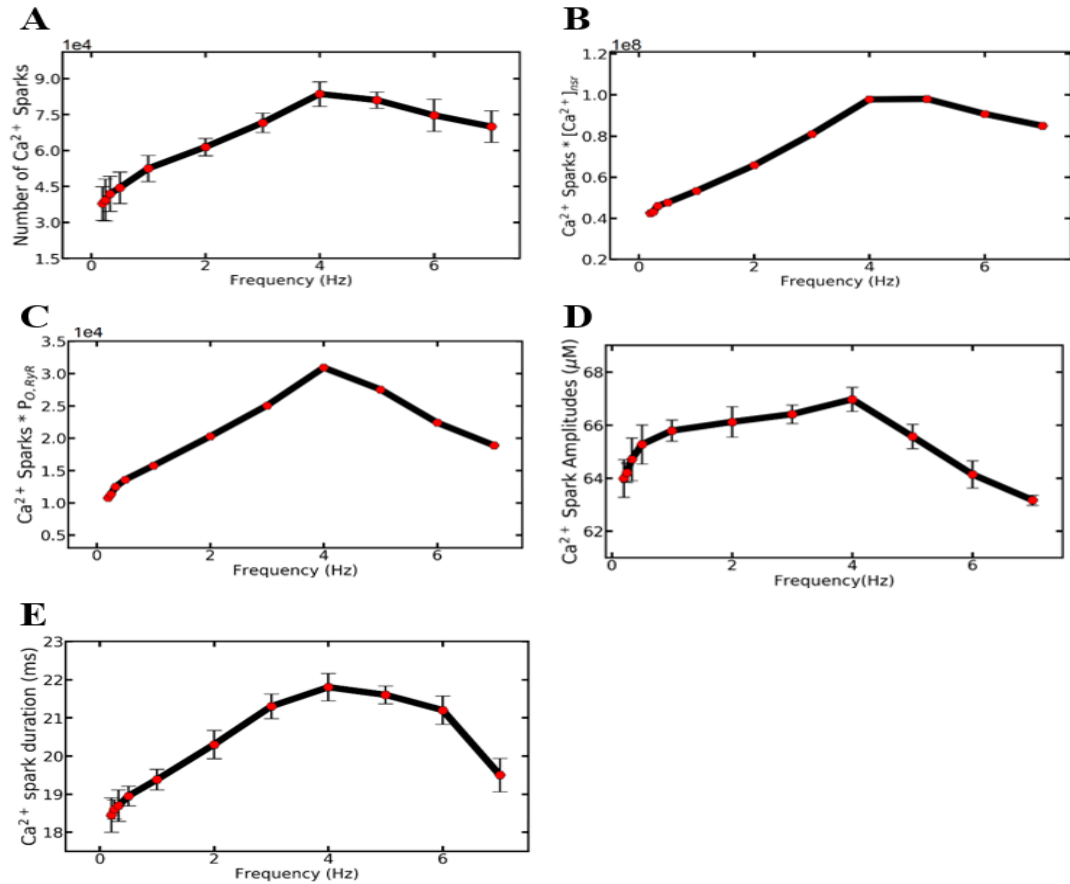 A
1e4
Number of Ca²⁺ Sparks
9.0
7.5
6.0
4.5
3.0
1.5
0 2 4 6
Frequency (Hz)
B
1e8
Ca²⁺ Sparks * [Ca²⁺]ₙₛᵣ
1.2
1.0
0.8
0.6
0.4
0.2
0 2 4 6
Frequency (Hz)
C
1e4
Ca²⁺ Sparks * P_{O,RyR}
3.5
3.0
2.5
2.0
1.5
1.0
0.5
0 2 4 6
Frequency (Hz)
D
Ca²⁺ Spark Amplitudes (μM)
68
66
64
62
0 2 4 6
Frequency(Hz)
E
Ca²⁺ spark duration (ms)
23
22
21
20
19
18
0 2 4 6
Frequency (Hz)